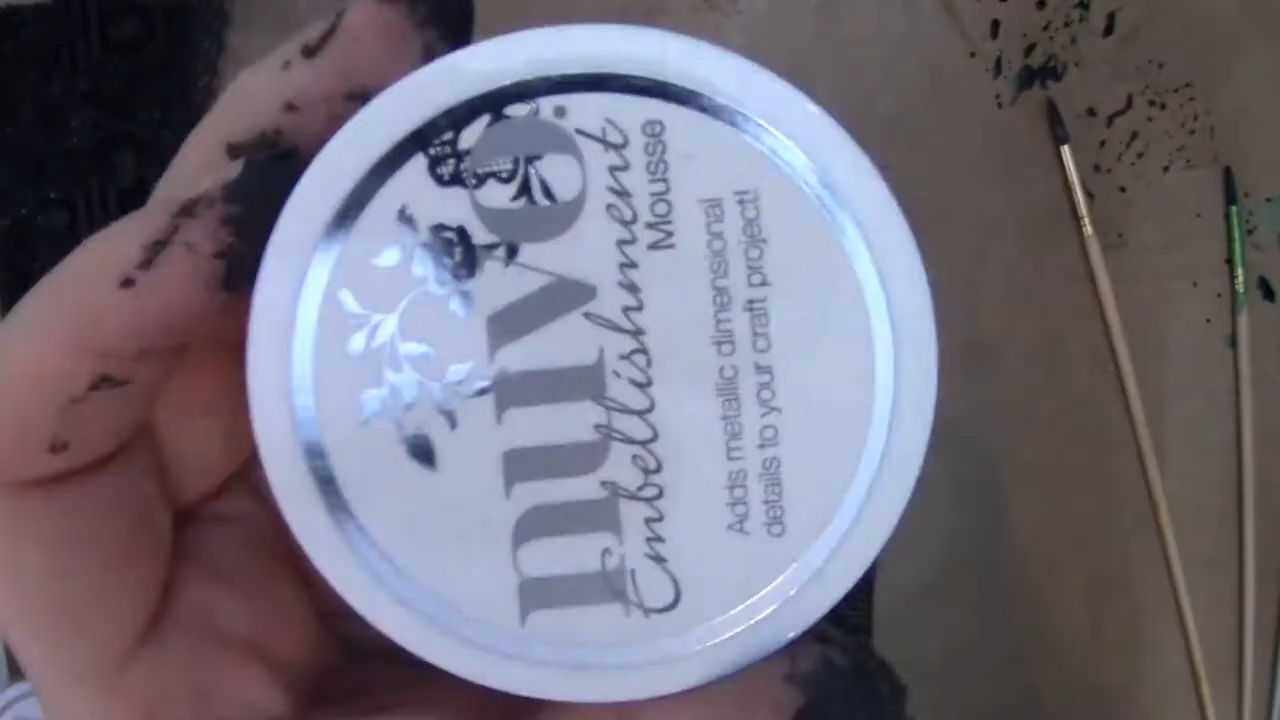 nuvo.
Embellishment
Mousse
Adds metallic dimensional
details to your craft project!